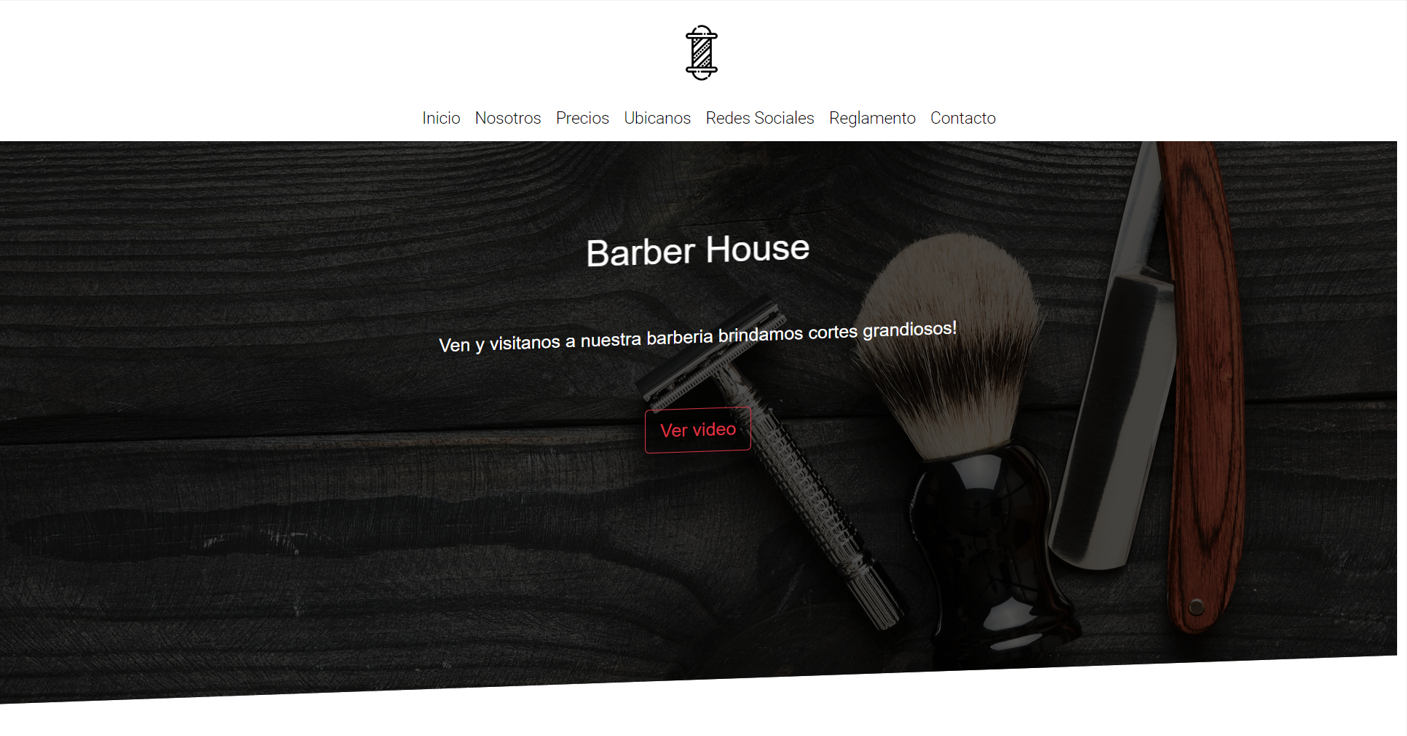 Inicio Nosotros Precios Ubicanos Redes Sociales Reglamento Contacto
Barber House
Ven y visitanos a nuestra barberia brindamos cortes grandiosos!
Ver video